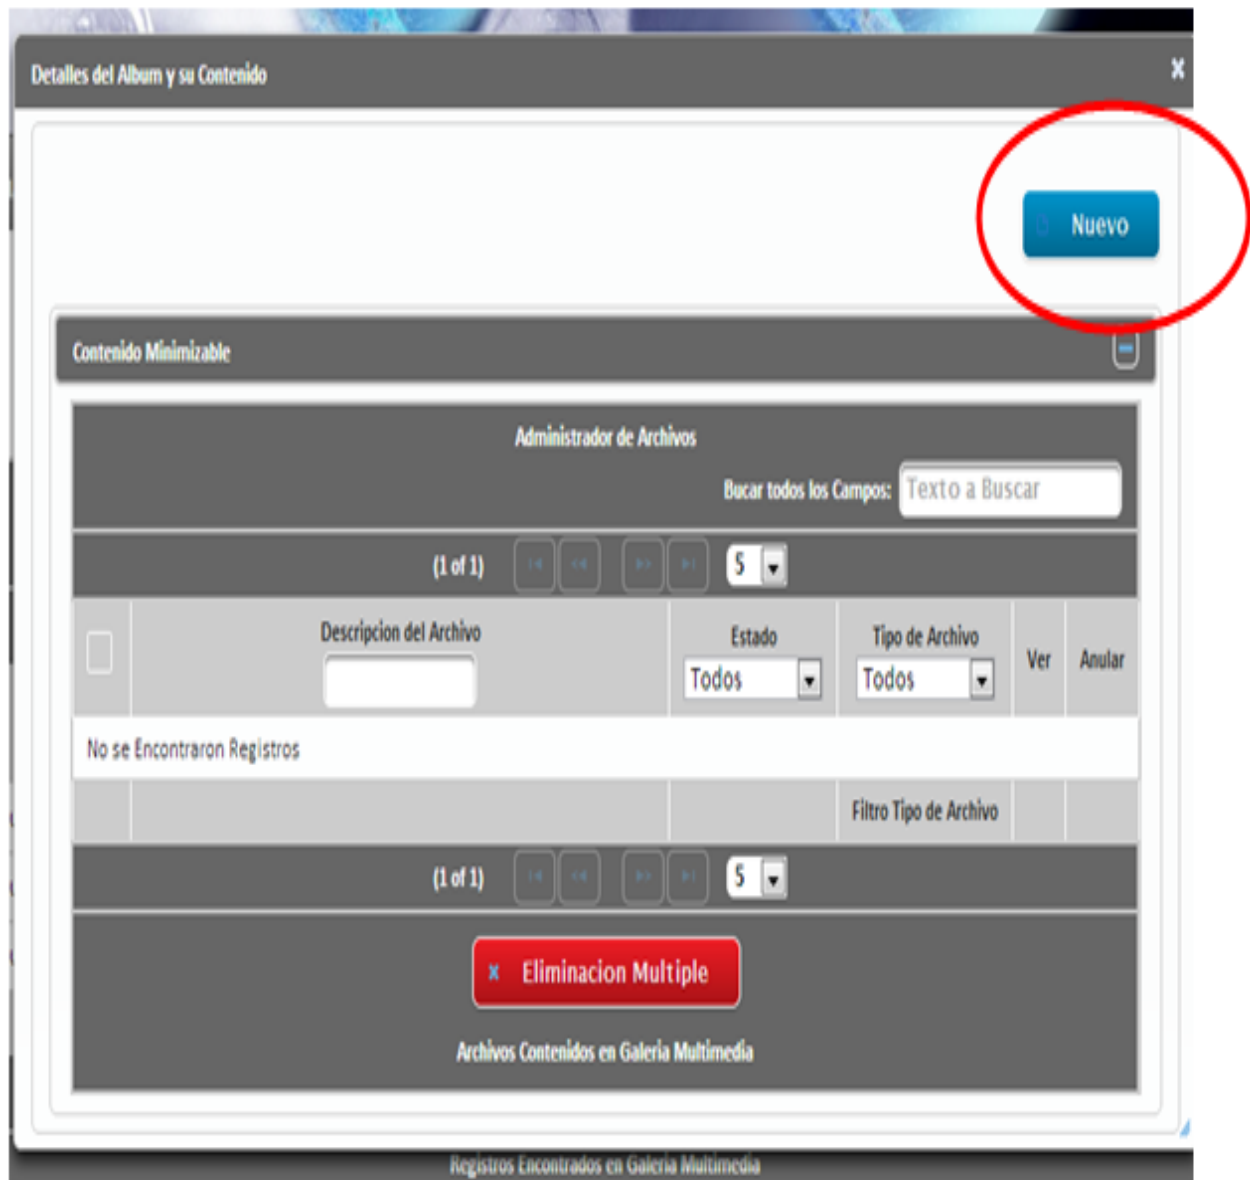 Detalles del Album y su Contenido
Nuevo
Contenido Minimizable
Administrador de Archivos
Bucar todos los Campos: Texto a Buscar
(1 of 1) 5
Descripcion del Archivo Estado Tipo de Archivo Ver Anular
Todos Todos
No se Encontraron Registros
Filtro Tipo de Archivo
(1 of 1) 5
Eliminacion Multiple
Archivos Contenidos en Galeria Multimedia
Registros Encontrados en Galeria Multimedia